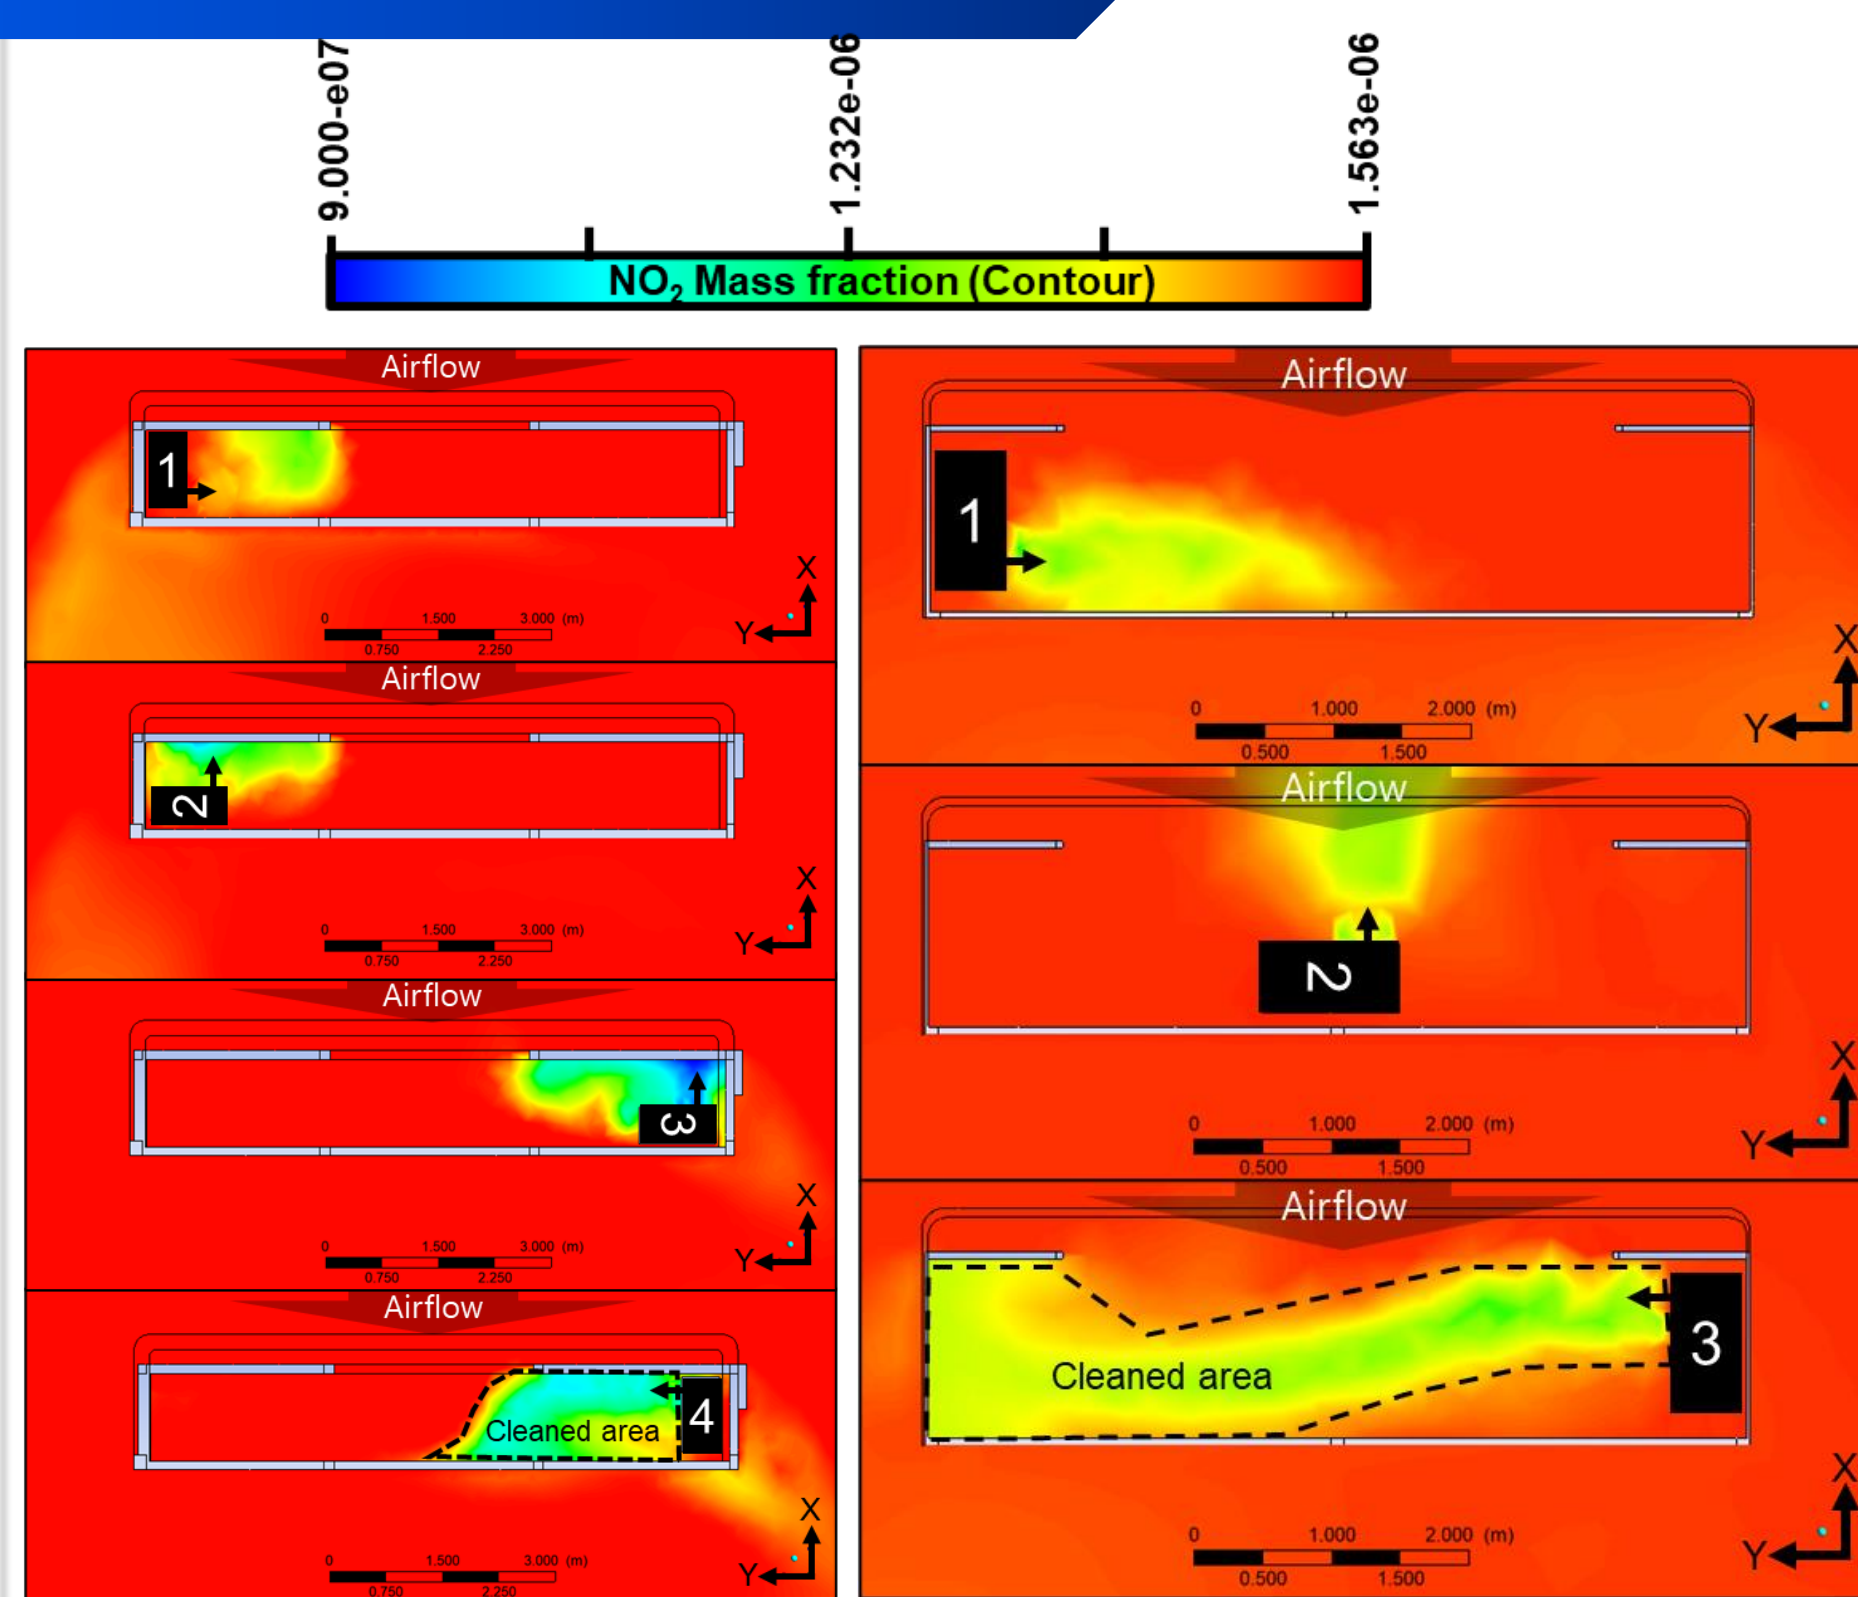 9.000-e07
1.232e-06
1.563e-06
NO₂ Mass fraction (Contour)
Airflow
1
X
Y
0 1.500 3.000 (m)
0.750 2.250
Airflow
2
X
Y
0 1.500 3.000 (m)
0.750 2.250
Airflow
3
X
Y
0 1.500 3.000 (m)
0.750 2.250
Airflow
4
Cleaned area
X
Y
0 1.500 3.000 (m)
0.750 2.250
Airflow
1
X
Y
0 1.000 2.000 (m)
0.500 1.500
Airflow
2
X
Y
0 1.000 2.000 (m)
0.500 1.500
Airflow
3
Cleaned area
X
Y
0 1.000 2.000 (m)
0.500 1.500